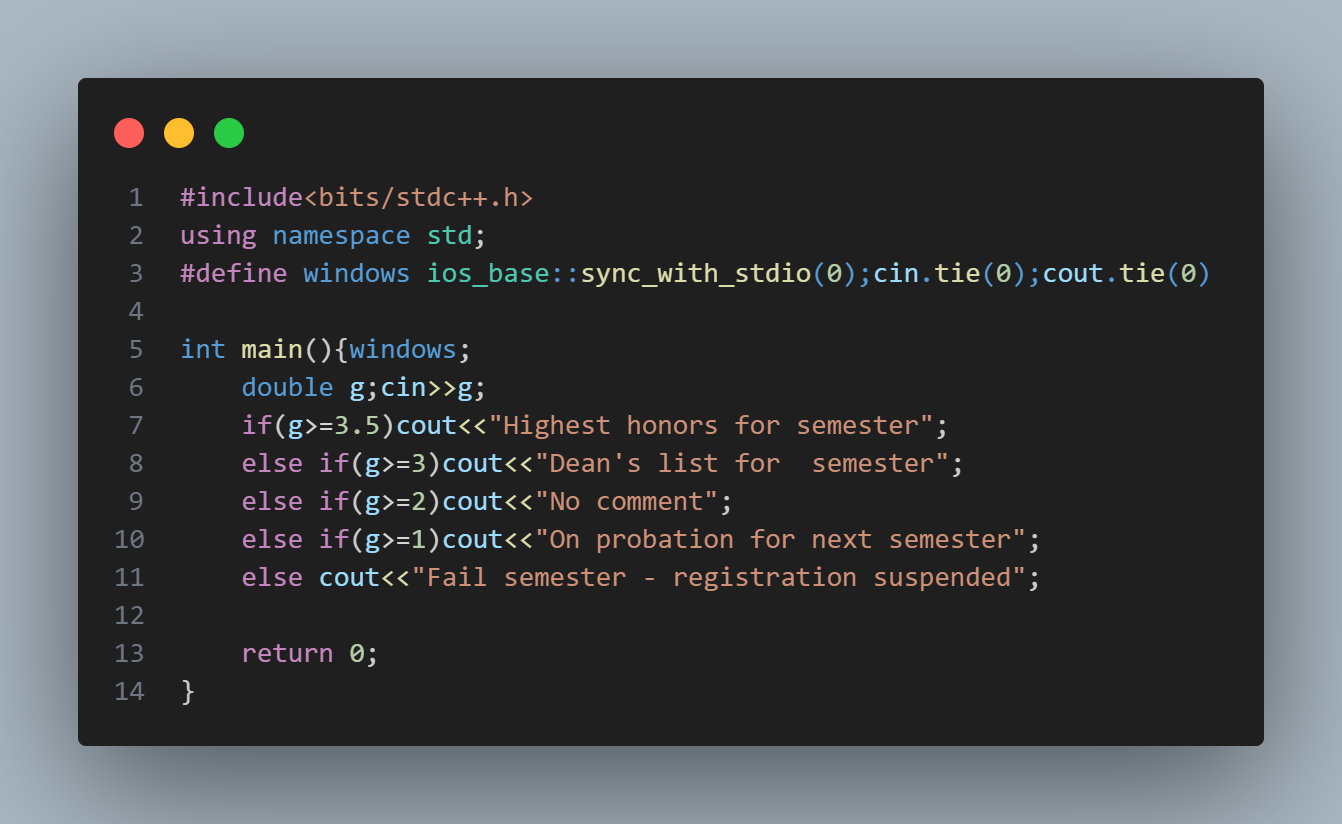 1 #include<bits/stdc++.h>
2 using namespace std;
3 #define windows ios_base::sync_with_stdio(0);cin.tie(0);cout.tie(0)
4
5 int main(){windows;
6     double g;cin>>g;
7     if(g>=3.5)cout<<"Highest honors for semester";
8     else if(g>=3)cout<<"Dean's list for  semester";
9     else if(g>=2)cout<<"No comment";
10     else if(g>=1)cout<<"On probation for next semester";
11     else cout<<"Fail semester - registration suspended";
12
13     return 0;
14 }